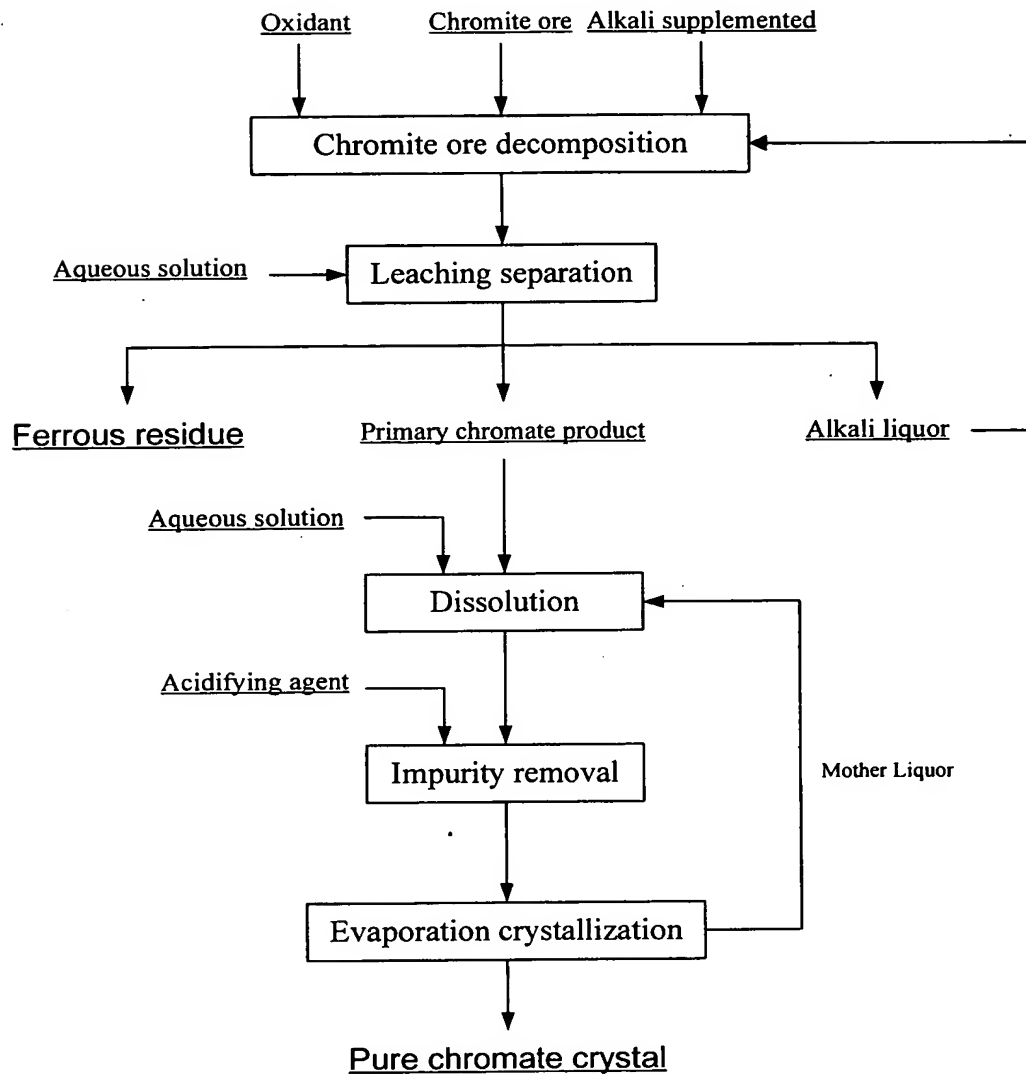 Oxidant
Chromite ore
Alkali supplemented
Chromite ore decomposition
Aqueous solution
Leaching separation
Ferrous residue
Primary chromate product
Alkali liquor
Aqueous solution
Dissolution
Acidifying agent
Impurity removal
Mother Liquor
Evaporation crystallization
Pure chromate crystal